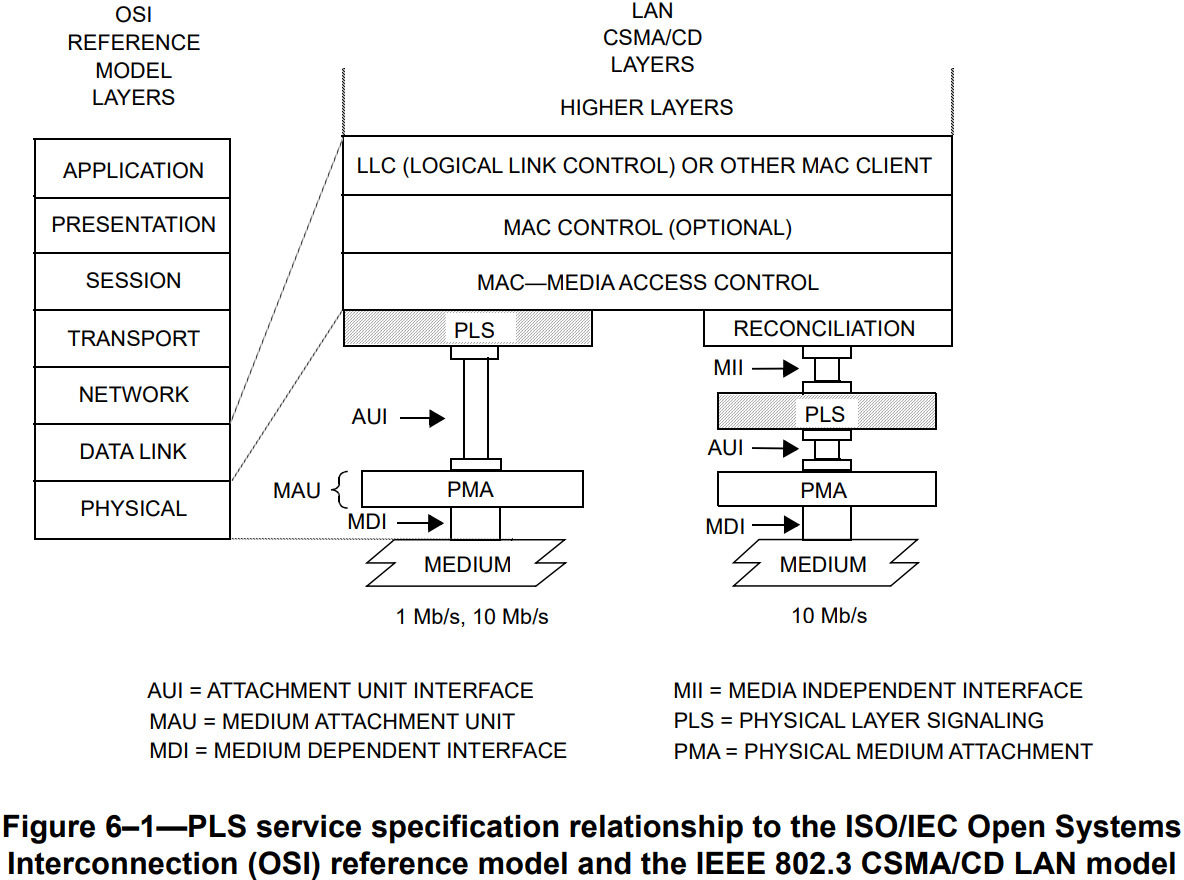 OSI
REFERENCE
MODEL
LAYERS
LAN
CSMA/CD
LAYERS
HIGHER LAYERS
APPLICATION
PRESENTATION
SESSION
TRANSPORT
NETWORK
DATA LINK
PHYSICAL
LLC (LOGICAL LINK CONTROL) OR OTHER MAC CLIENT
MAC CONTROL (OPTIONAL)
MAC—MEDIA ACCESS CONTROL
PLS
AUI
MAU
PMA
MDI
MEDIUM
1 Mb/s, 10 Mb/s
RECONCILIATION
MII
PLS
AUI
PMA
MDI
MEDIUM
10 Mb/s
AUI = ATTACHMENT UNIT INTERFACE
MAU = MEDIUM ATTACHMENT UNIT
MDI = MEDIUM DEPENDENT INTERFACE
MII = MEDIA INDEPENDENT INTERFACE
PLS = PHYSICAL LAYER SIGNALING
PMA = PHYSICAL MEDIUM ATTACHMENT
Figure 6–1—PLS service specification relationship to the ISO/IEC Open Systems
Interconnection (OSI) reference model and the IEEE 802.3 CSMA/CD LAN model